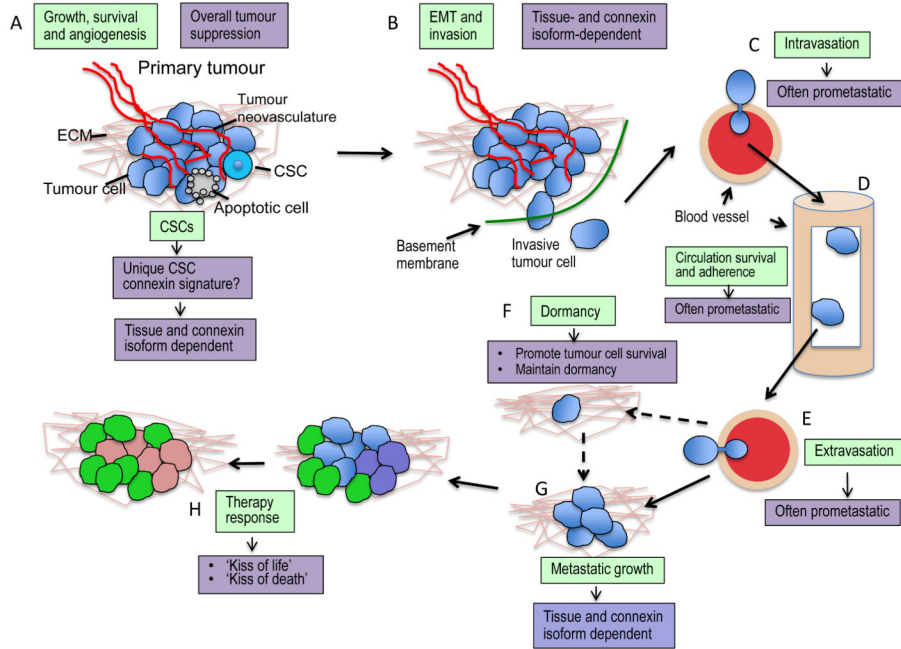 A
Growth, survival
and angiogenesis
Overall tumour
suppression
Primary tumour
Tumour
neovasculature
ECM
CSC
Tumour cell
Apoptotic cell
CSCs
Unique CSC
connexin signature?
Tissue and connexin
isoform dependent
B
EMT and
invasion
Tissue- and connexin
isoform-dependent
Basement
membrane
Invasive
tumour cell
C
Intravasation
Often prometastatic
Blood vessel
D
Circulation survival
and adherence
Often prometastatic
E
Extravasation
Often prometastatic
F
Dormancy
• Promote tumour cell survival
• Maintain dormancy
G
Metastatic growth
Tissue and connexin
isoform dependent
H
Therapy
response
• ‘Kiss of life’
• ‘Kiss of death’